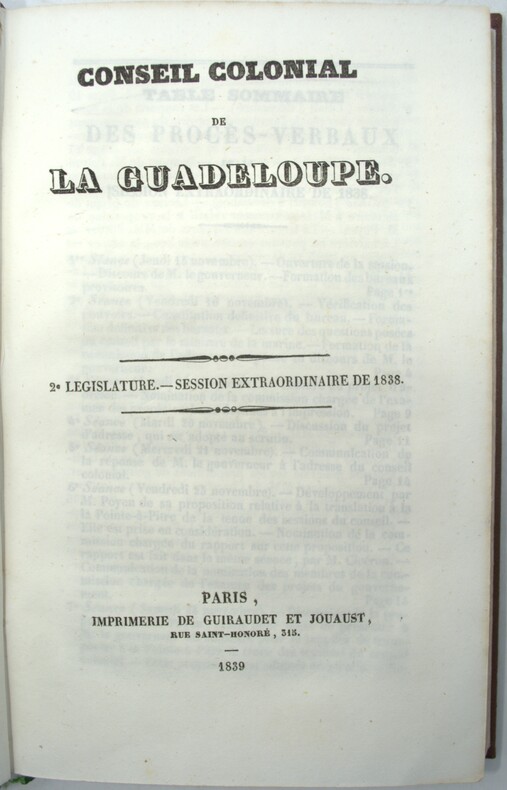 CONSEIL COLONIAL
DE
LA GUADELOUPE.
2e LEGISLATURE.—SESSION EXTRAORDINAIRE DE 1838.
PARIS,
IMPRIMERIE DE GUIRAUDET ET JOUAUST,
RUE SAINT-HONORÉ, 315.
1839